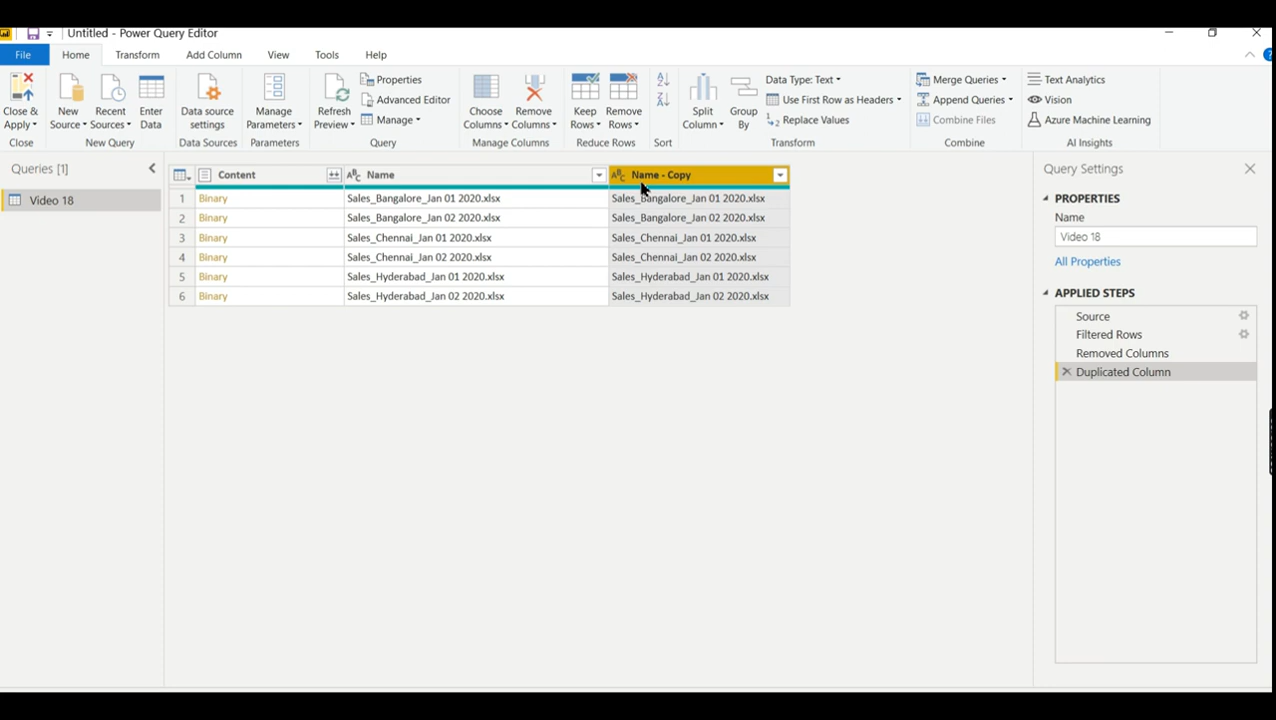 Untitled - Power Query Editor
File Home Transform Add Column View Tools Help
Close & Apply
New Source
Recent Sources
Enter Data
Data source settings
Manage Parameters
Refresh Preview
Properties
Advanced Editor
Manage
Choose Columns
Remove Columns
Keep Rows
Remove Rows
Split Column
Group By
Data Type: Text
Use First Row as Headers
Replace Values
Merge Queries
Append Queries
Combine Files
Text Analytics
Vision
Azure Machine Learning
Close New Query Data Sources Parameters Query Manage Columns Reduce Rows Sort Transform Combine AI Insights
Queries [1]
Video 18
Content Name Name - Copy
1 Binary Sales_Bangalore_Jan 01 2020.xlsx Sales_Bangalore_Jan 01 2020.xlsx
2 Binary Sales_Bangalore_Jan 02 2020.xlsx Sales_Bangalore_Jan 02 2020.xlsx
3 Binary Sales_Chennai_Jan 01 2020.xlsx Sales_Chennai_Jan 01 2020.xlsx
4 Binary Sales_Chennai_Jan 02 2020.xlsx Sales_Chennai_Jan 02 2020.xlsx
5 Binary Sales_Hyderabad_Jan 01 2020.xlsx Sales_Hyderabad_Jan 01 2020.xlsx
6 Binary Sales_Hyderabad_Jan 02 2020.xlsx Sales_Hyderabad_Jan 02 2020.xlsx
Query Settings
PROPERTIES
Name
Video 18
All Properties
APPLIED STEPS
Source
Filtered Rows
Removed Columns
Duplicated Column